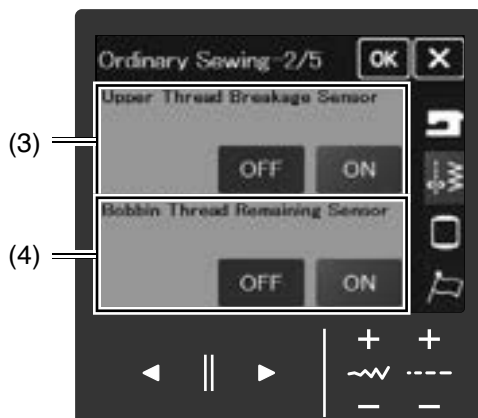 Ordinary Sewing-2/5 OK X
Upper Thread Breakage Sensor
(3)
OFF ON
Bobbin Thread Remaining Sensor
(4)
OFF ON
+ +
− −